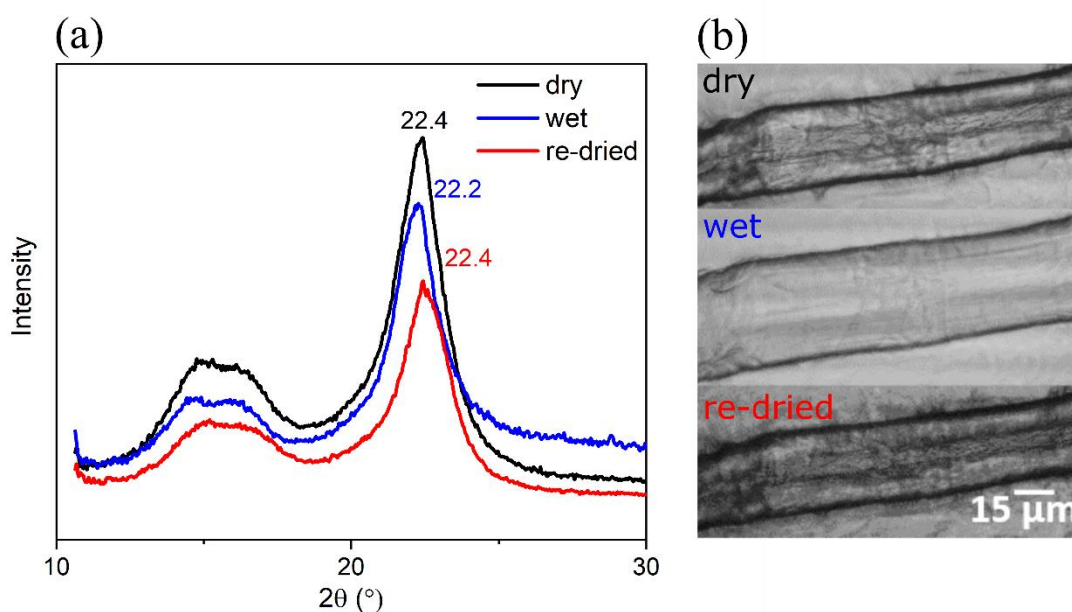 (a)
dry
wet
re-dried
22.4
22.2
22.4
Intensity
10
20
30
2θ (°)
(b)
dry
wet
re-dried
15 μm